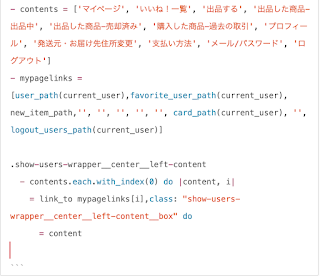 - contents = ['マイページ', 'いいね！一覧', '出品する', '出品した商品-
出品中', '出品した商品-売却済み', '購入した商品-過去の取引', 'プロフィー
ル', '発送元・お届け先住所変更', '支払い方法', 'メール/パスワード', 'ロ
グアウト']
- mypagelinks =
[user_path(current_user),favorite_user_path(current_user),
new_item_path,'', '', '', '', '', card_path(current_user), '',
logout_users_path(current_user)]
.show-users-wrapper__center__left-content
- contents.each.with_index(0) do |content, i|
= link_to mypagelinks[i],class: "show-users-
wrapper__center__left-content__box" do
= content
```